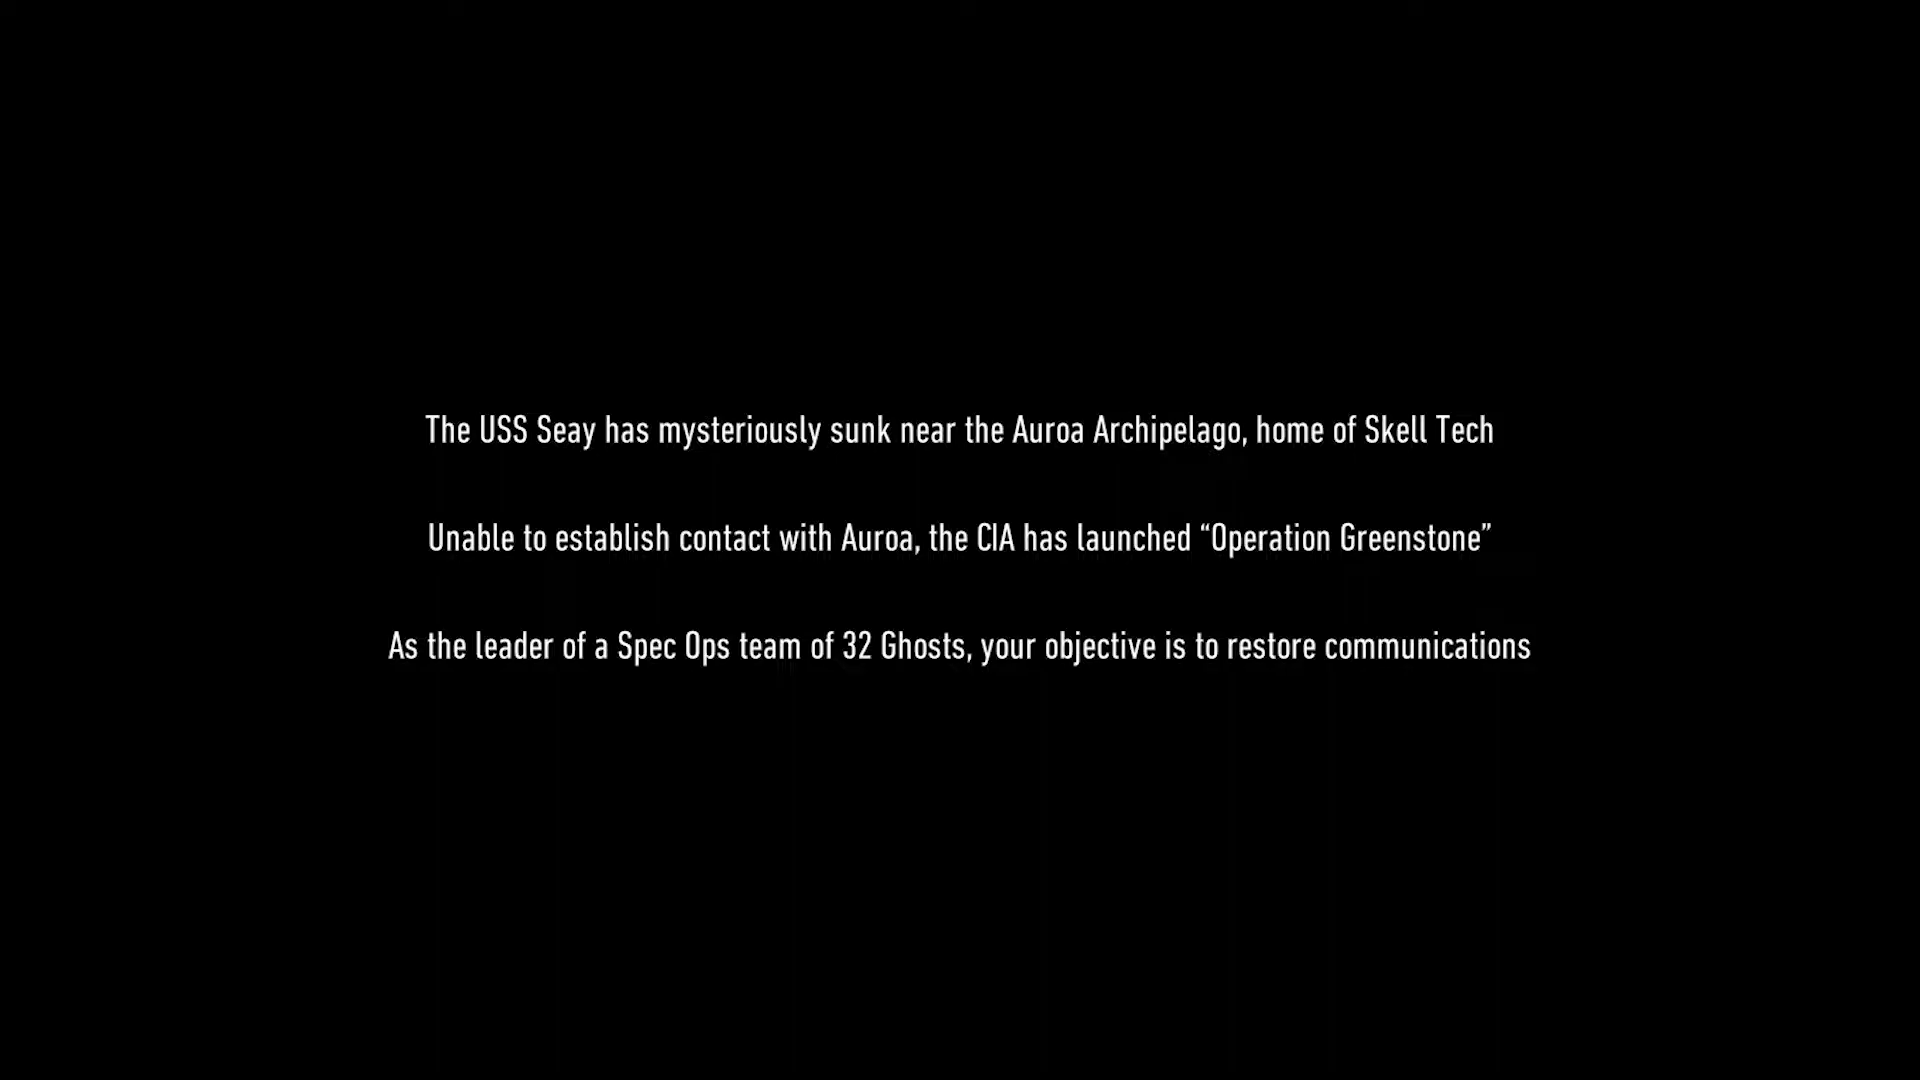 The USS Seay has mysteriously sunk near the Auroa Archipelago, home of Skell Tech
Unable to establish contact with Auroa, the CIA has launched “Operation Greenstone”
As the leader of a Spec Ops team of 32 Ghosts, your objective is to restore communications